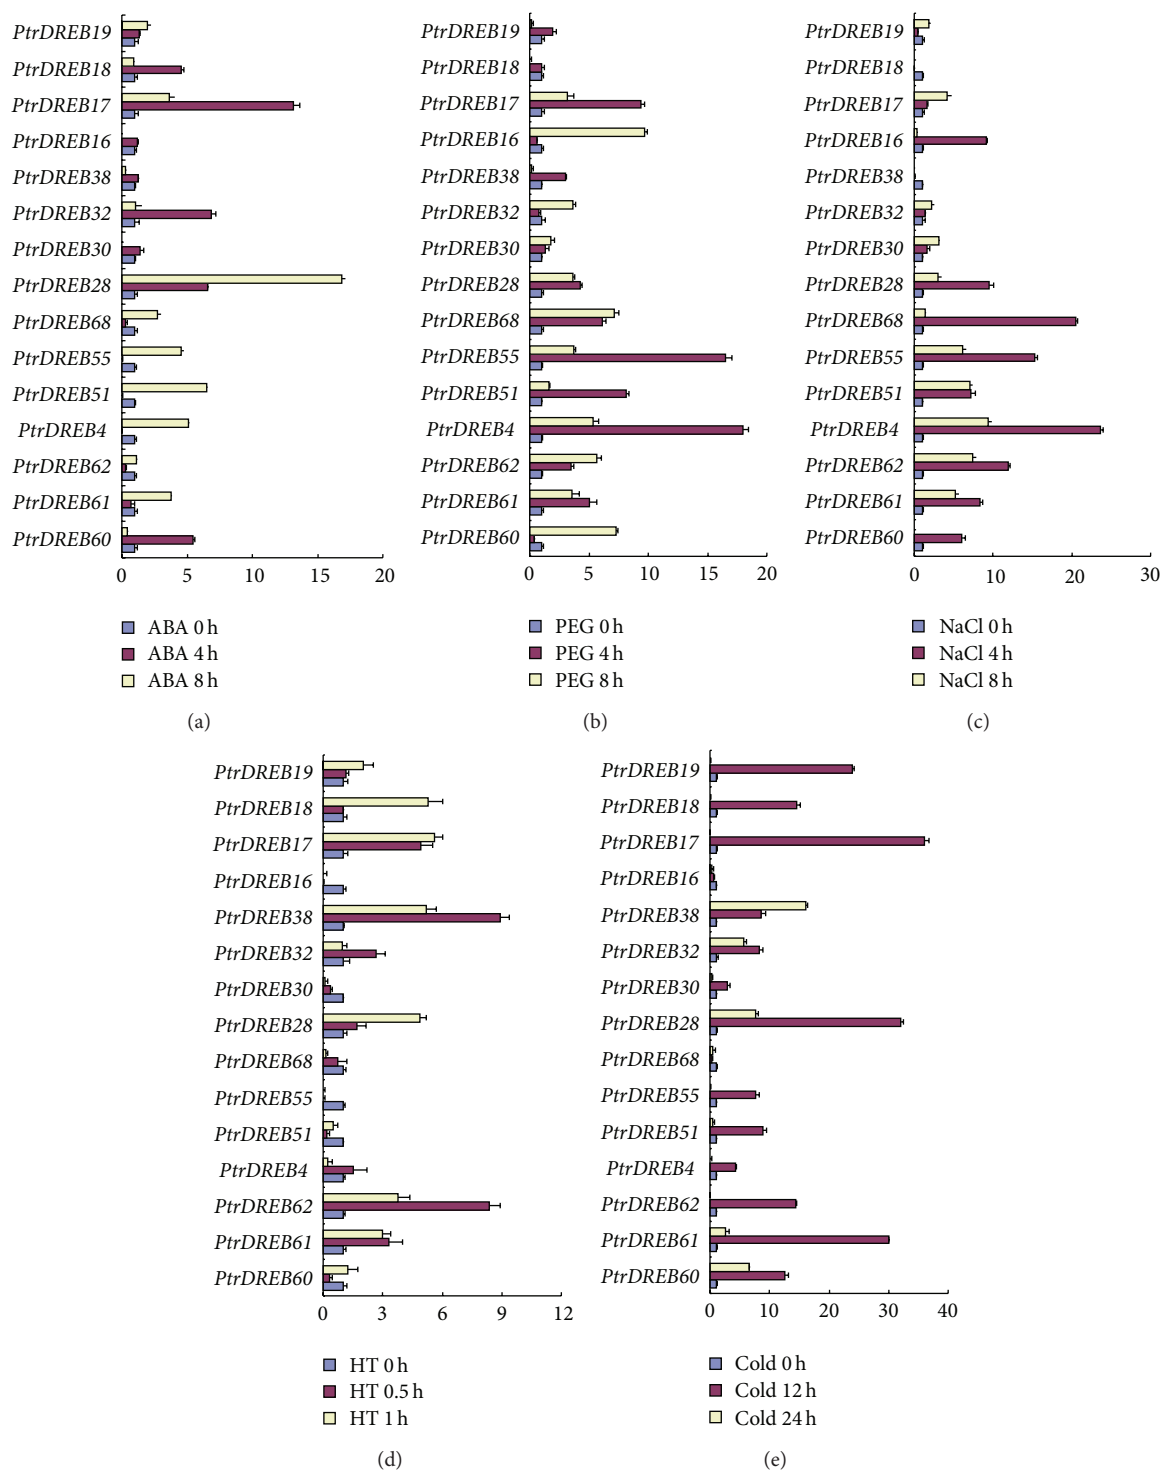 PtrDREB19
PtrDREB18
PtrDREB17
PtrDREB16
PtrDREB38
PtrDREB32
PtrDREB30
PtrDREB28
PtrDREB68
PtrDREB55
PtrDREB51
PtrDREB4
PtrDREB62
PtrDREB61
PtrDREB60
0 5 10 15 20
ABA 0 h
ABA 4 h
ABA 8 h
(a)
PtrDREB19
PtrDREB18
PtrDREB17
PtrDREB16
PtrDREB38
PtrDREB32
PtrDREB30
PtrDREB28
PtrDREB68
PtrDREB55
PtrDREB51
PtrDREB4
PtrDREB62
PtrDREB61
PtrDREB60
0 5 10 15 20
PEG 0 h
PEG 4 h
PEG 8 h
(b)
PtrDREB19
PtrDREB18
PtrDREB17
PtrDREB16
PtrDREB38
PtrDREB32
PtrDREB30
PtrDREB28
PtrDREB68
PtrDREB55
PtrDREB51
PtrDREB4
PtrDREB62
PtrDREB61
PtrDREB60
0 10 20 30
NaCl 0 h
NaCl 4 h
NaCl 8 h
(c)
PtrDREB19
PtrDREB18
PtrDREB17
PtrDREB16
PtrDREB38
PtrDREB32
PtrDREB30
PtrDREB28
PtrDREB68
PtrDREB55
PtrDREB51
PtrDREB4
PtrDREB62
PtrDREB61
PtrDREB60
0 3 6 9 12
HT 0 h
HT 0.5 h
HT 1 h
(d)
PtrDREB19
PtrDREB18
PtrDREB17
PtrDREB16
PtrDREB38
PtrDREB32
PtrDREB30
PtrDREB28
PtrDREB68
PtrDREB55
PtrDREB51
PtrDREB4
PtrDREB62
PtrDREB61
PtrDREB60
0 10 20 30 40
Cold 0 h
Cold 12 h
Cold 24 h
(e)